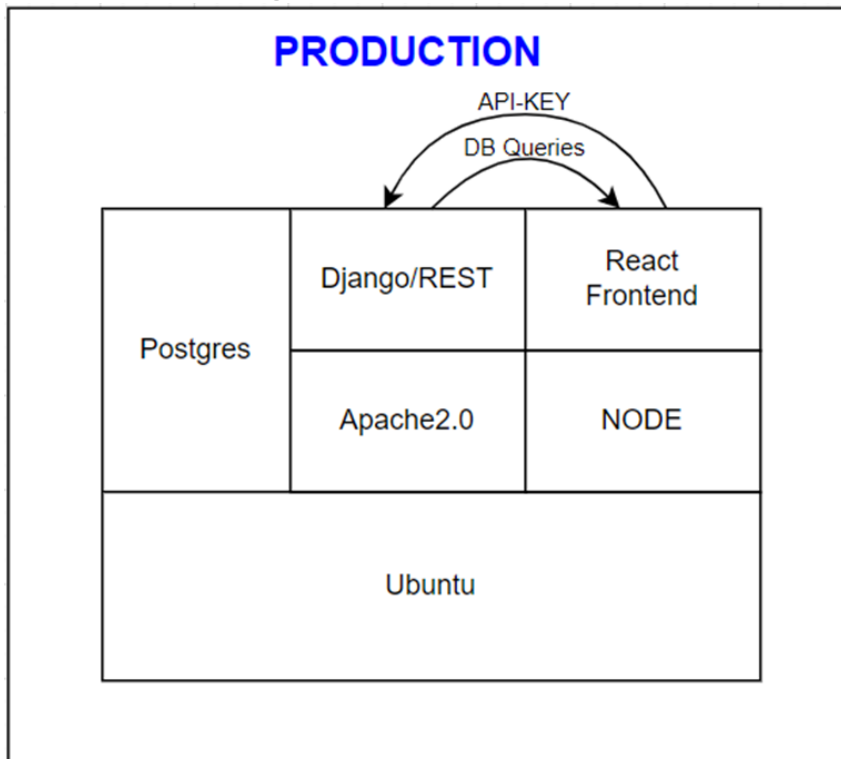 PRODUCTION
API-KEY
DB Queries
Postgres
Django/REST
React
Frontend
Apache2.0
NODE
Ubuntu